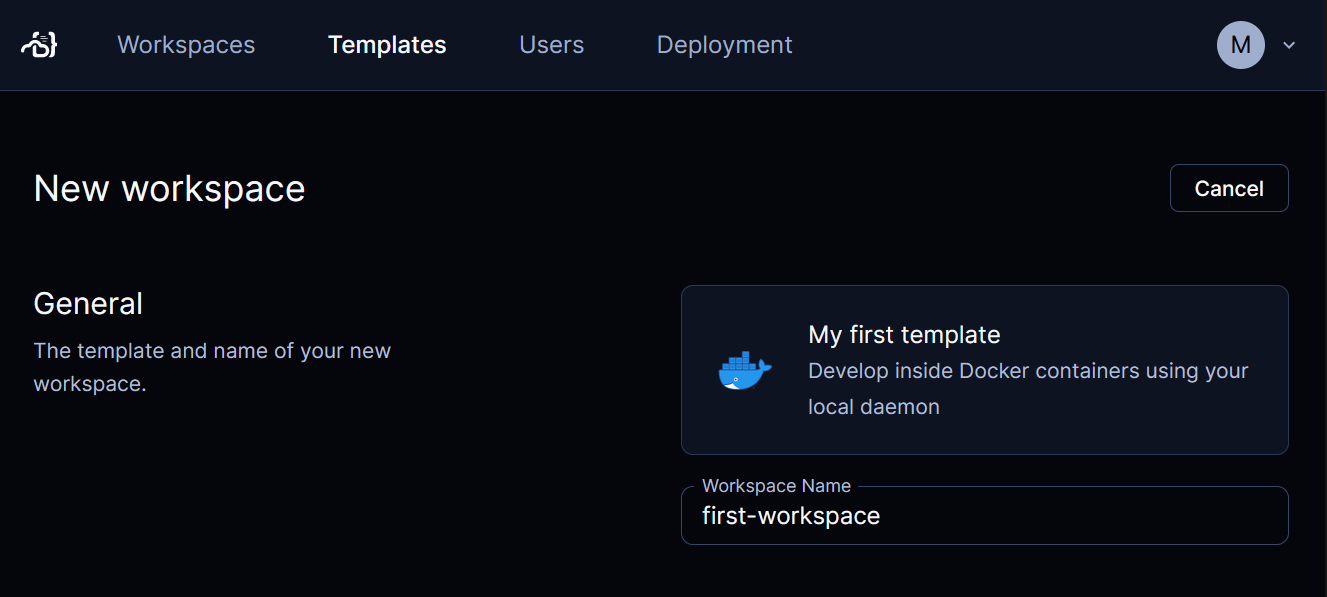 Workspaces Templates Users Deployment M
New workspace Cancel
General
The template and name of your new
workspace.
My first template
Develop inside Docker containers using your
local daemon
Workspace Name
first-workspace